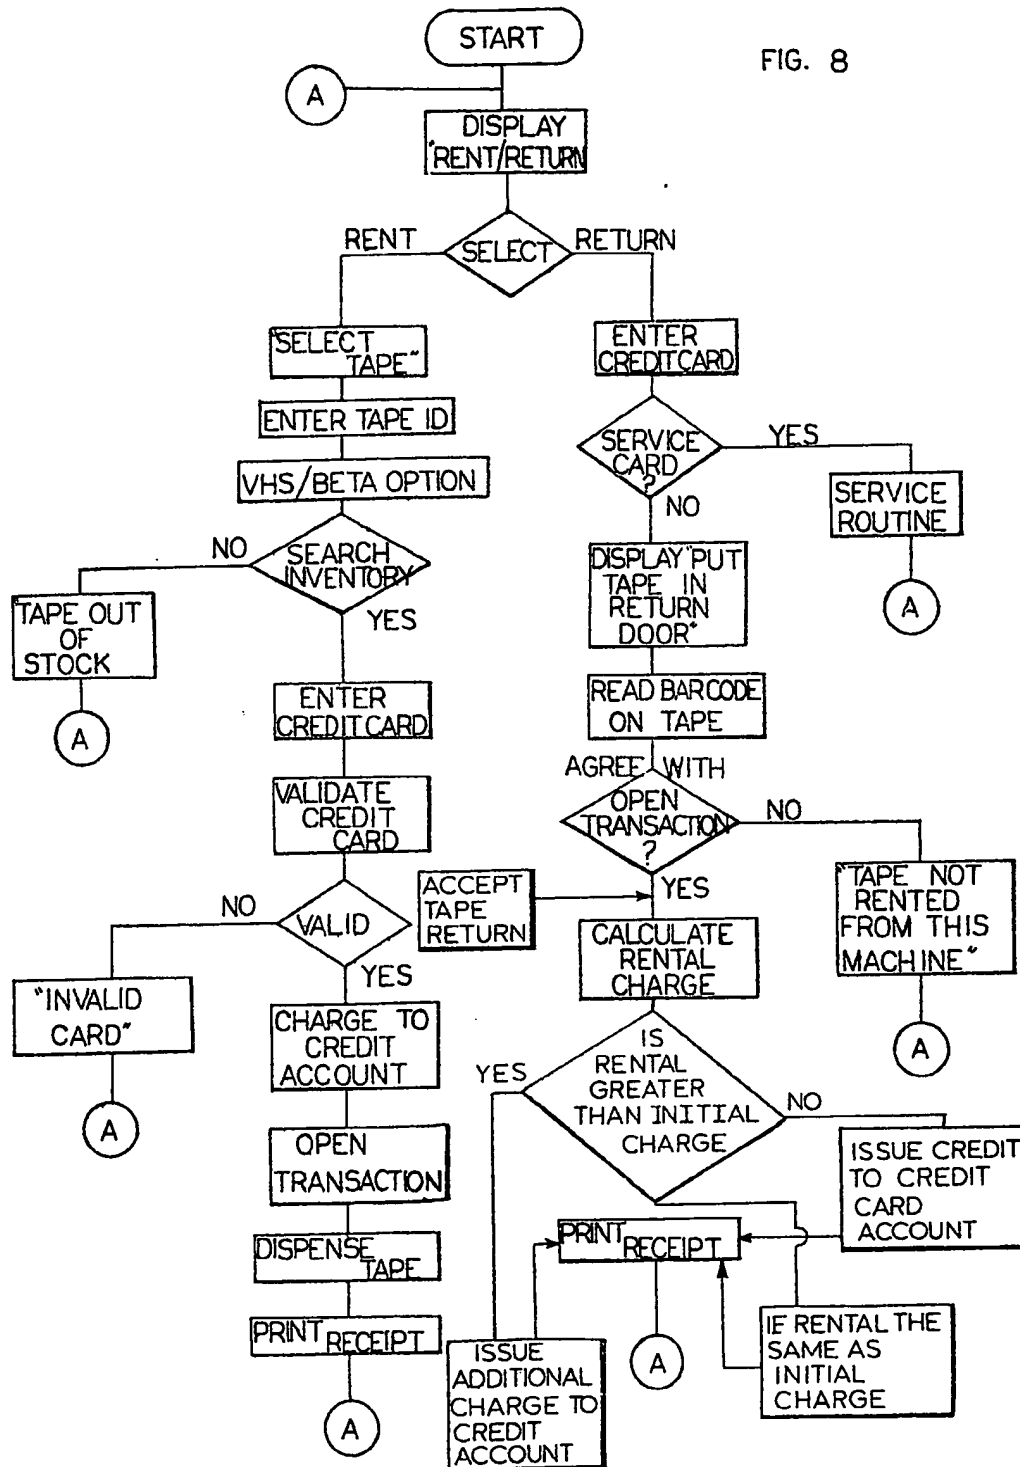 START
FIG. 8
A
DISPLAY
"RENT/RETURN
RENT
SELECT
RETURN
"SELECT
TAPE"
ENTER TAPE ID
VHS/BETA OPTION
NO
SEARCH
INVENTORY
YES
"TAPE OUT
OF
STOCK
A
ENTER
CREDIT CARD
VALIDATE
CREDIT
CARD
NO
VALID
YES
"INVALID
CARD"
A
CHARGE TO
CREDIT
ACCOUNT
OPEN
TRANSACTION
DISPENSE
TAPE
PRINT
RECEIPT
A
ENTER
CREDIT CARD
SERVICE
CARD
?
YES
NO
SERVICE
ROUTINE
A
DISPLAY "PUT
TAPE IN
RETURN
DOOR"
READ BAR CODE
ON TAPE
AGREE WITH
OPEN
TRANSACTION
?
NO
YES
"TAPE NOT
RENTED
FROM THIS
MACHINE"
A
ACCEPT
TAPE
RETURN
CALCULATE
RENTAL
CHARGE
IS
RENTAL
GREATER
THAN INITIAL
CHARGE
YES
NO
ISSUE CREDIT
TO CREDIT
CARD
ACCOUNT
PRINT
RECEIPT
A
IF RENTAL THE
SAME AS
INITIAL
CHARGE
ISSUE
ADDITIONAL
CHARGE TO
CREDIT
ACCOUNT